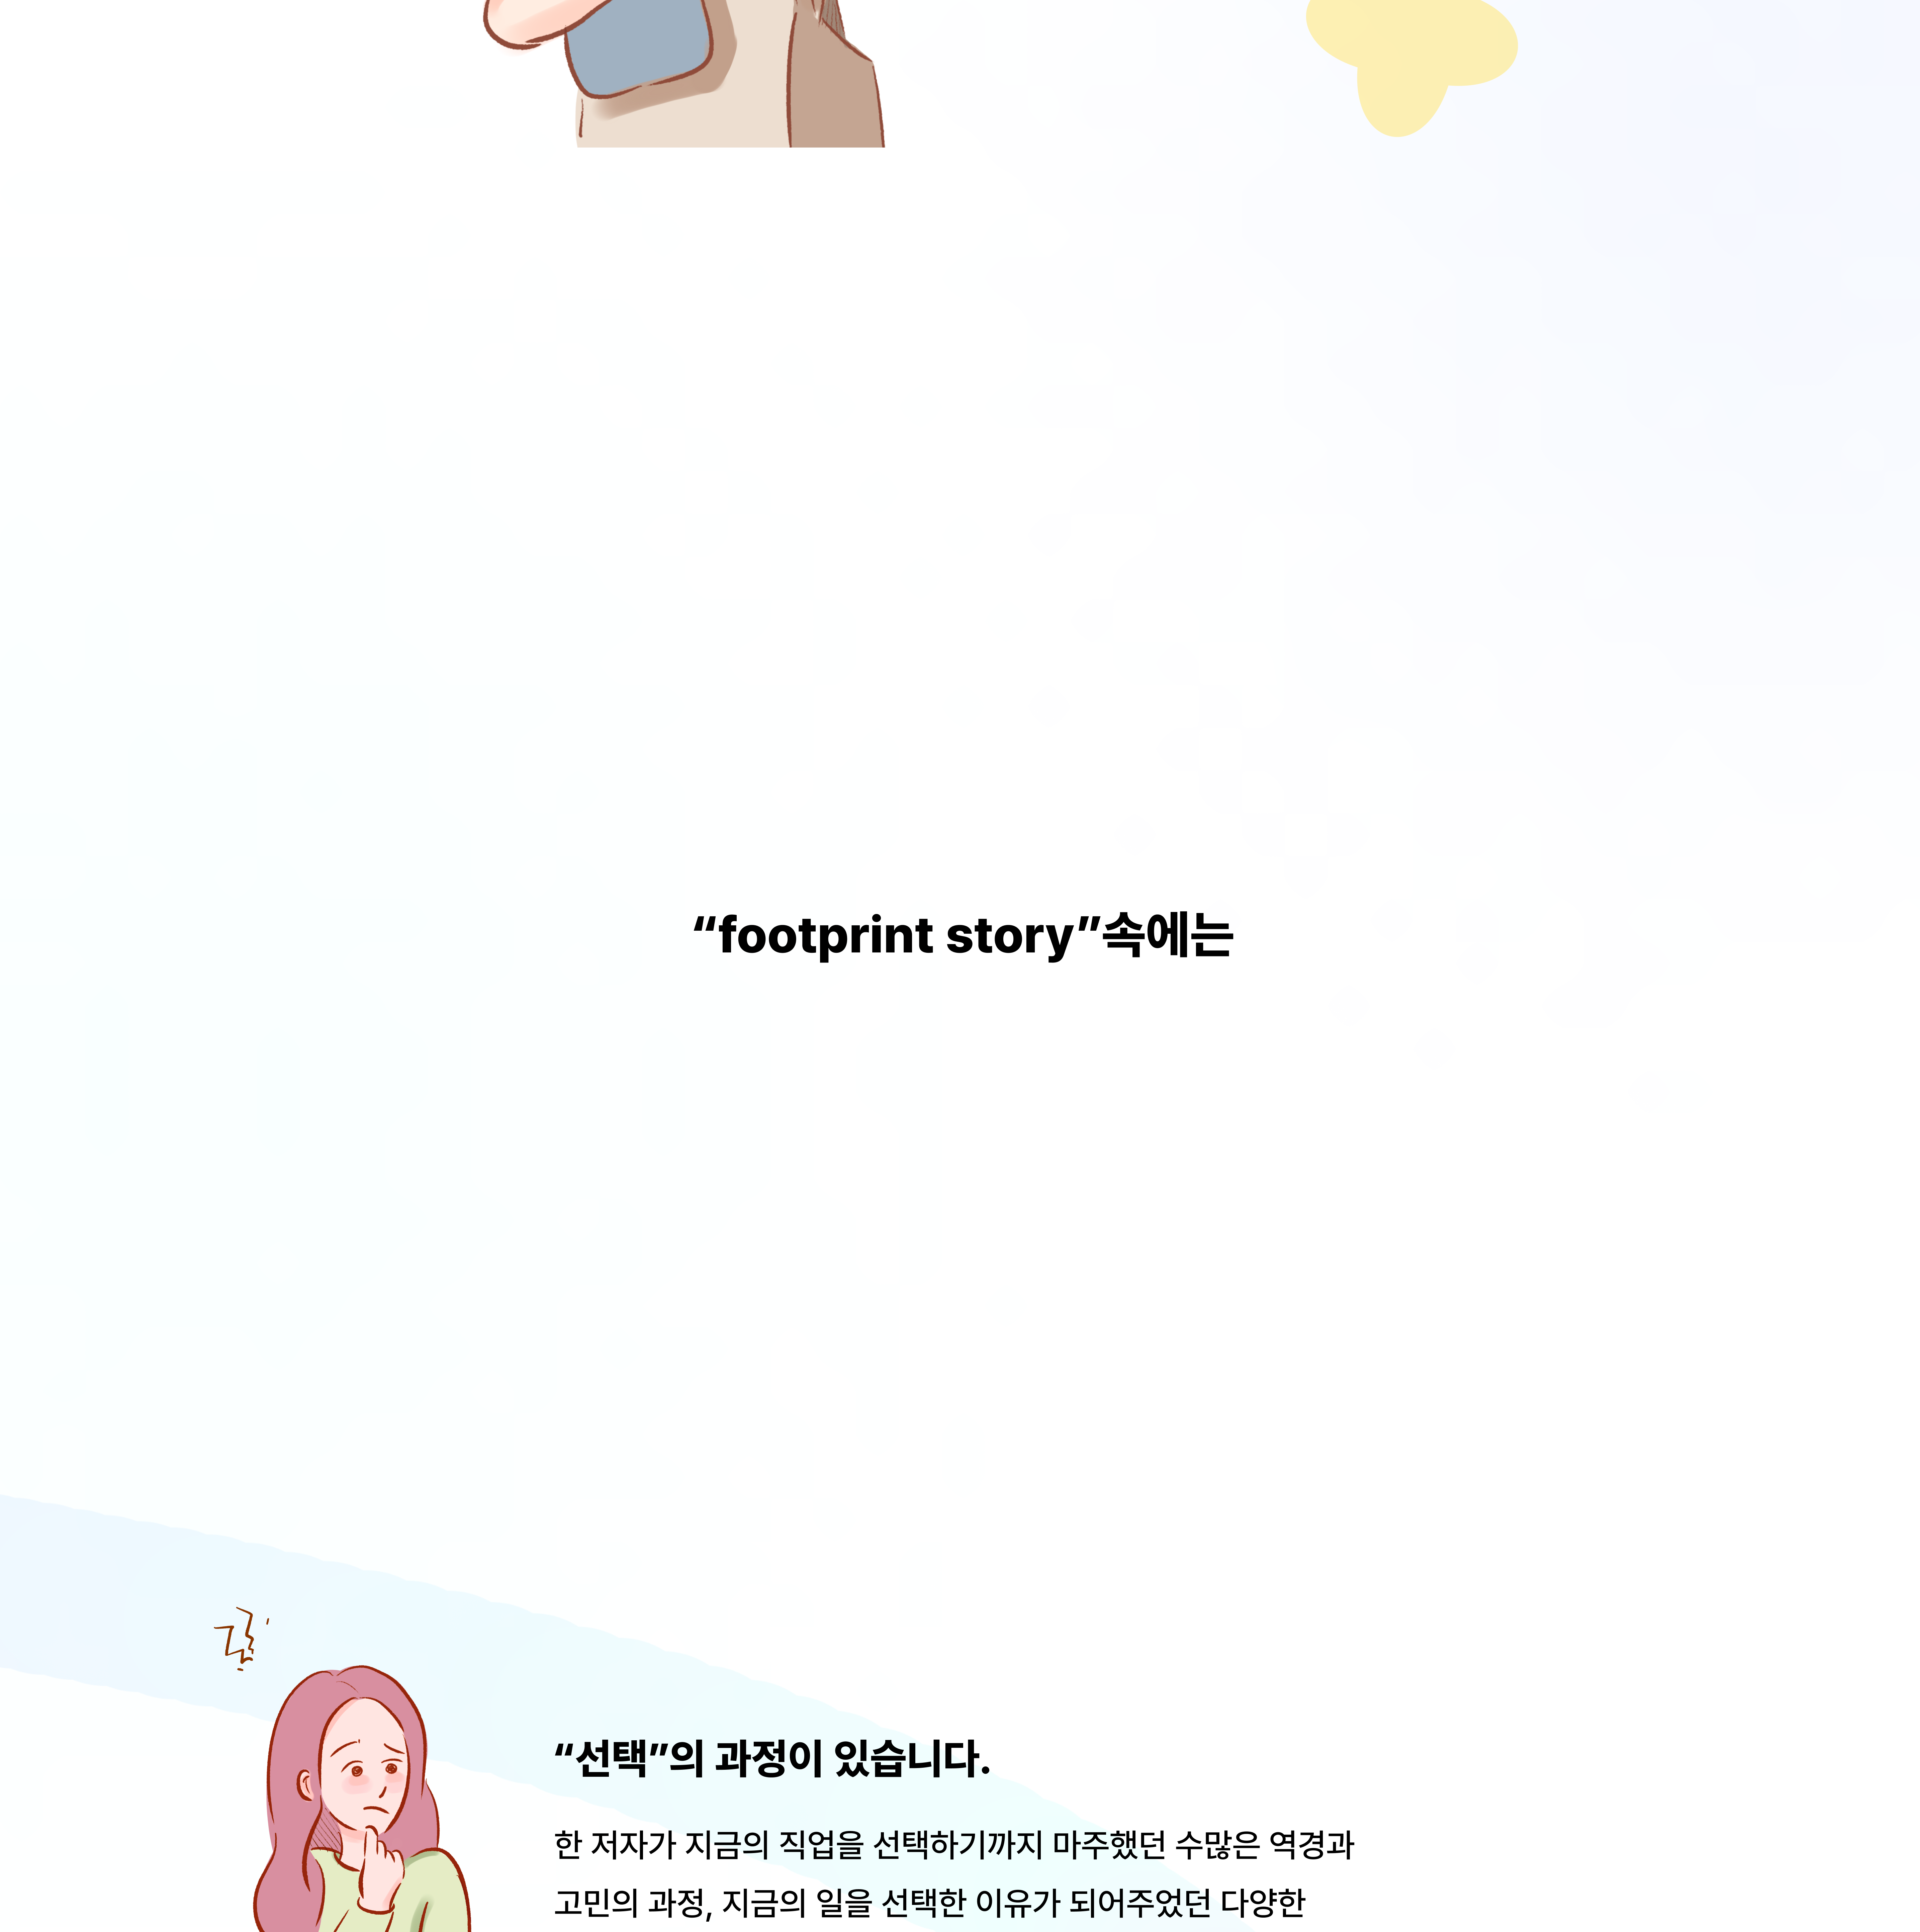 “footprint story”속에는
“선택”의 과정이 있습니다.
한 저자가 지금의 직업을 선택하기까지 마주했던 수많은 역경과
고민의 과정, 지금의 일을 선택한 이유가 되어주었던 다양한